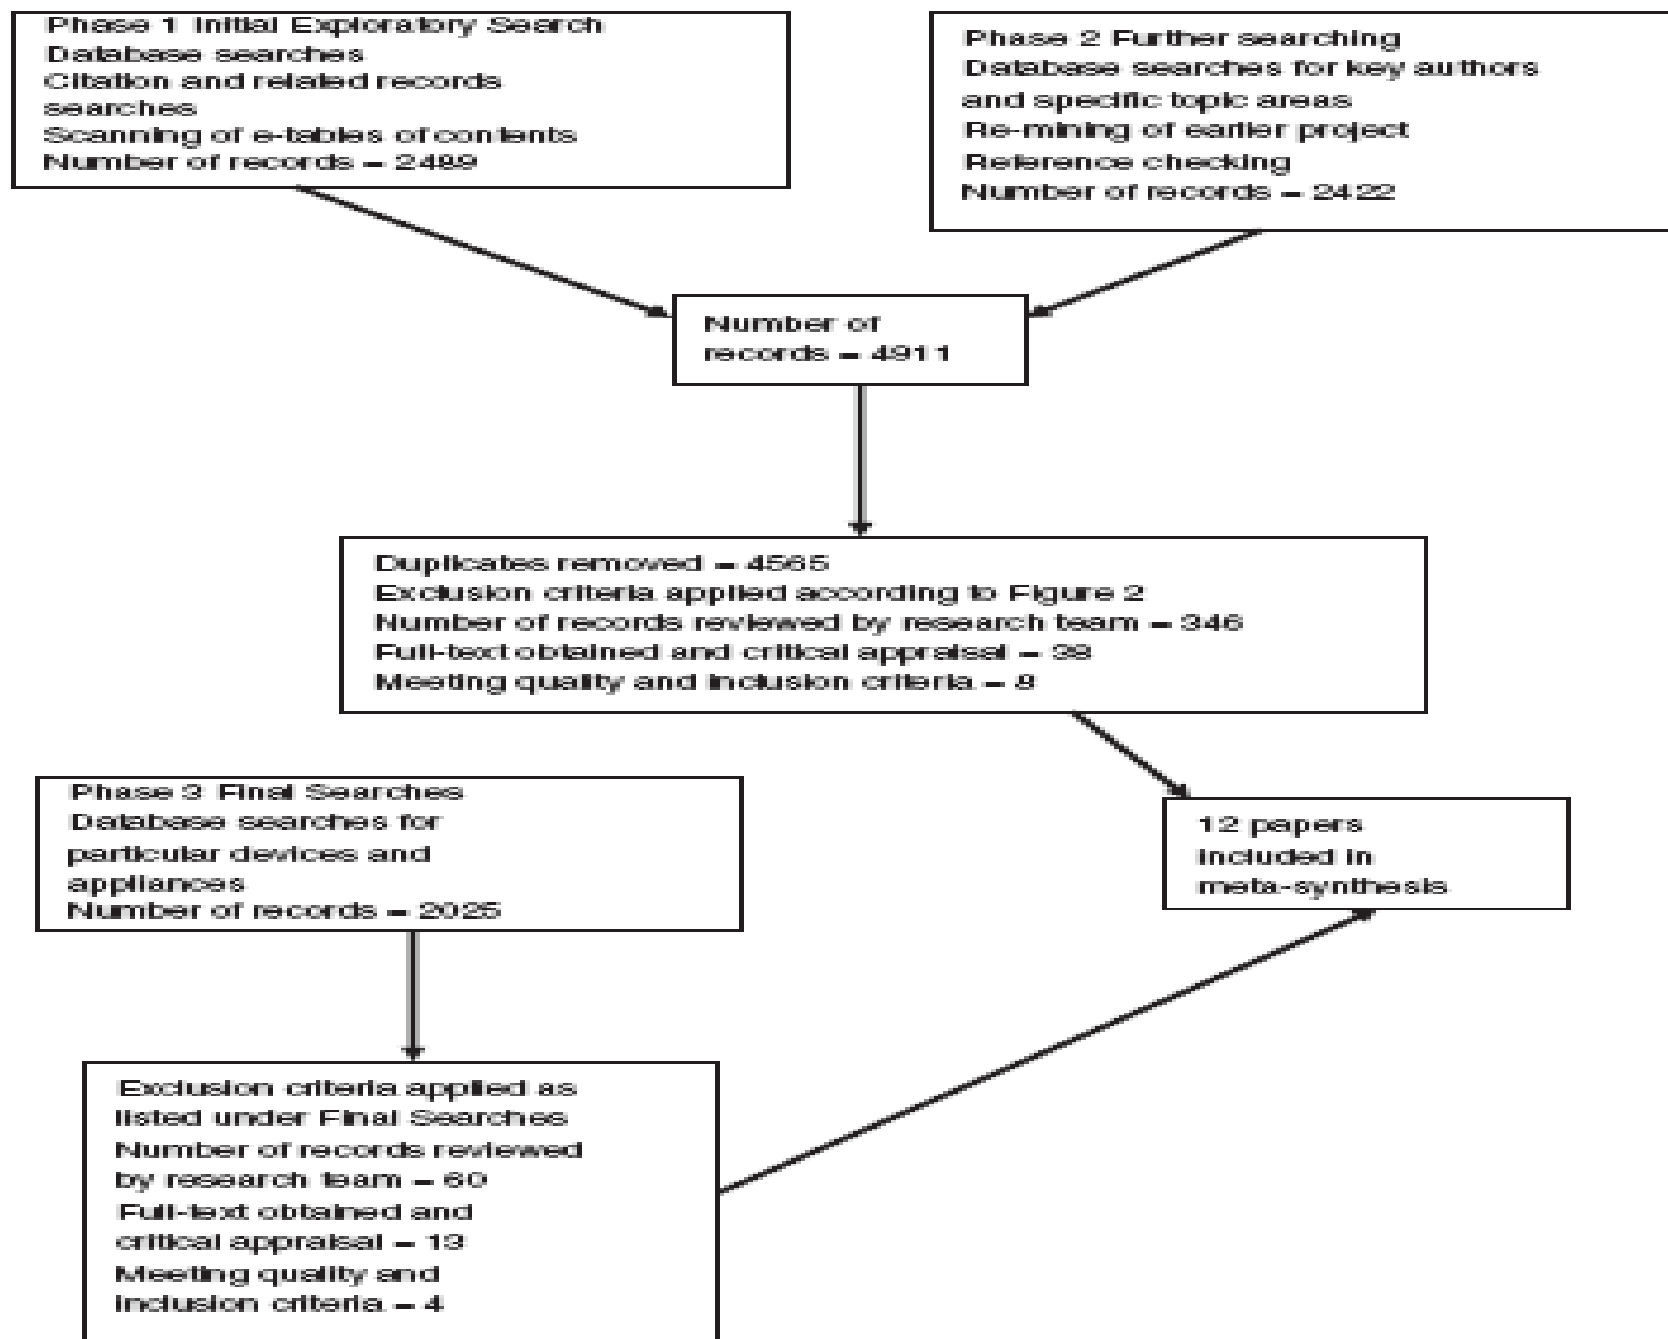 Phase 1 Initial Exploratory Search
Database searches
Citation and related records
searches
Scanning of e-tables of contents
Number of records = 2489
Phase 2 Further searching
Database searches for key authors
and specific topic areas
Re-mining of earlier project
Reference checking
Number of records = 2422
Number of
records = 4911
Duplicates removed = 4565
Exclusion criteria applied according to Figure 2
Number of records reviewed by research team = 346
Full-text obtained and critical appraisal = 38
Meeting quality and inclusion criteria = 8
Phase 3 Final Searches
Database searches for
particular devices and
appliances
Number of records = 2025
12 papers
included in
meta-synthesis
Exclusion criteria applied as
listed under Final Searches
Number of records reviewed
by research team = 60
Full-text obtained and
critical appraisal = 13
Meeting quality and
inclusion criteria = 4